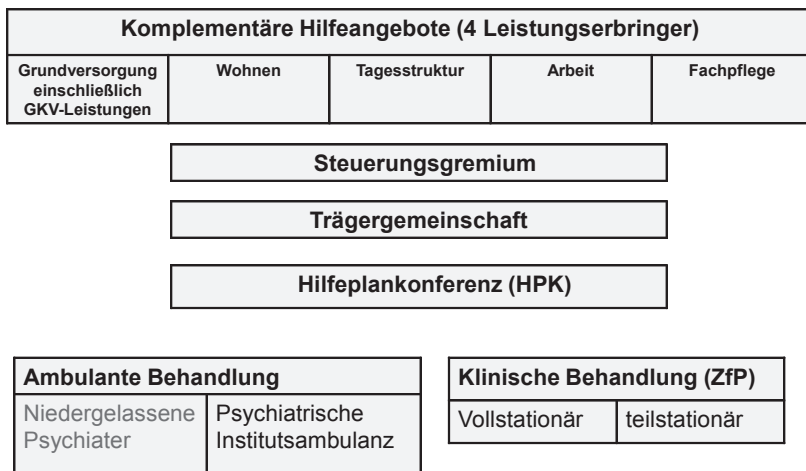 Komplementäre Hilfeangebote (4 Leistungserbringer)
Grundversorgung
einschließlich
GKV-Leistungen
Wohnen
Tagesstruktur
Arbeit
Fachpflege
Steuerungsgremium
Trägergemeinschaft
Hilfeplankonferenz (HPK)
Ambulante Behandlung
Niedergelassene
Psychiater
Psychiatrische
Institutsambulanz
Klinische Behandlung (ZfP)
Vollstationär
teilstationär